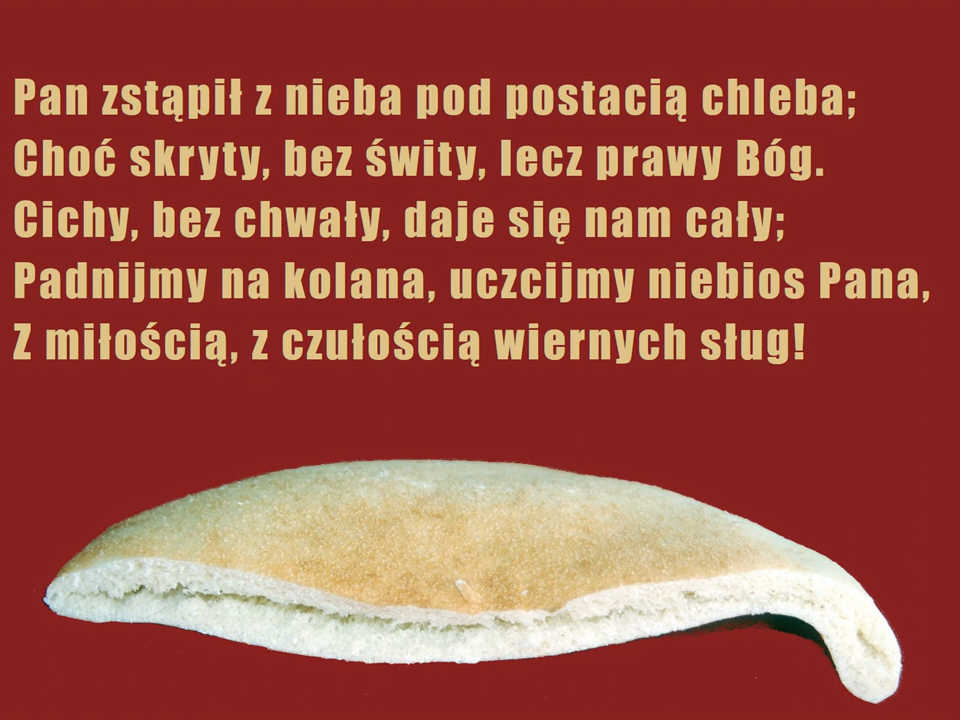 Pan zstąpił z nieba pod postacią chleba;
Choć skryty, bez świty, lecz prawy Bóg.
Cichy, bez chwały, daje się nam cały;
Padnijmy na kolana, uczcijmy niebios Pana,
Z miłością, z czułością wiernych sług!